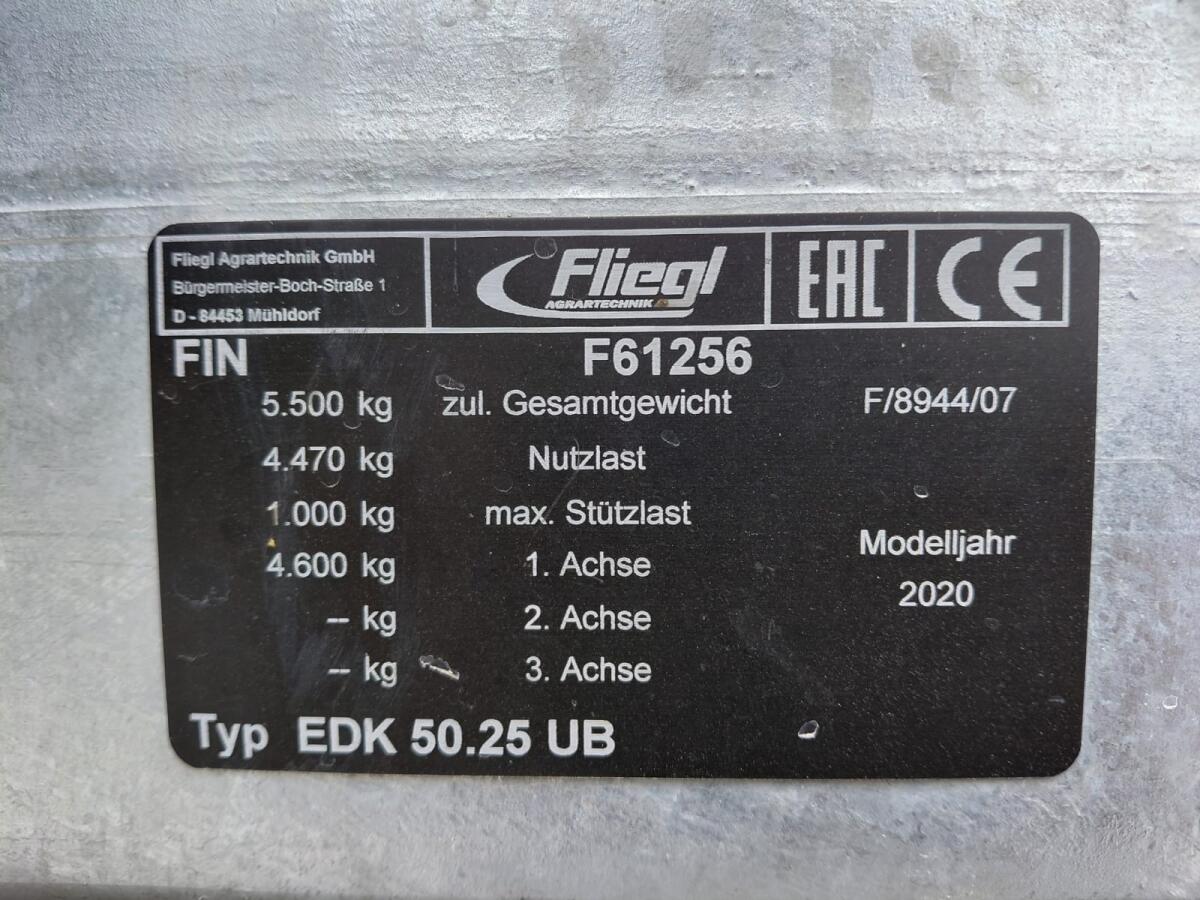 Fliegl Agrartechnik GmbH
Bürgermeister-Boch-Straße 1
D - 84453 Mühldorf
Fliegl
AGRARTECHNIK
EAC
CE
FIN F61256
5.500 kg zul. Gesamtgewicht F/8944/07
4.470 kg Nutzlast
1.000 kg max. Stützlast
Modelljahr
4.600 kg 1. Achse
2020
-- kg 2. Achse
-- kg 3. Achse
Typ EDK 50.25 UB